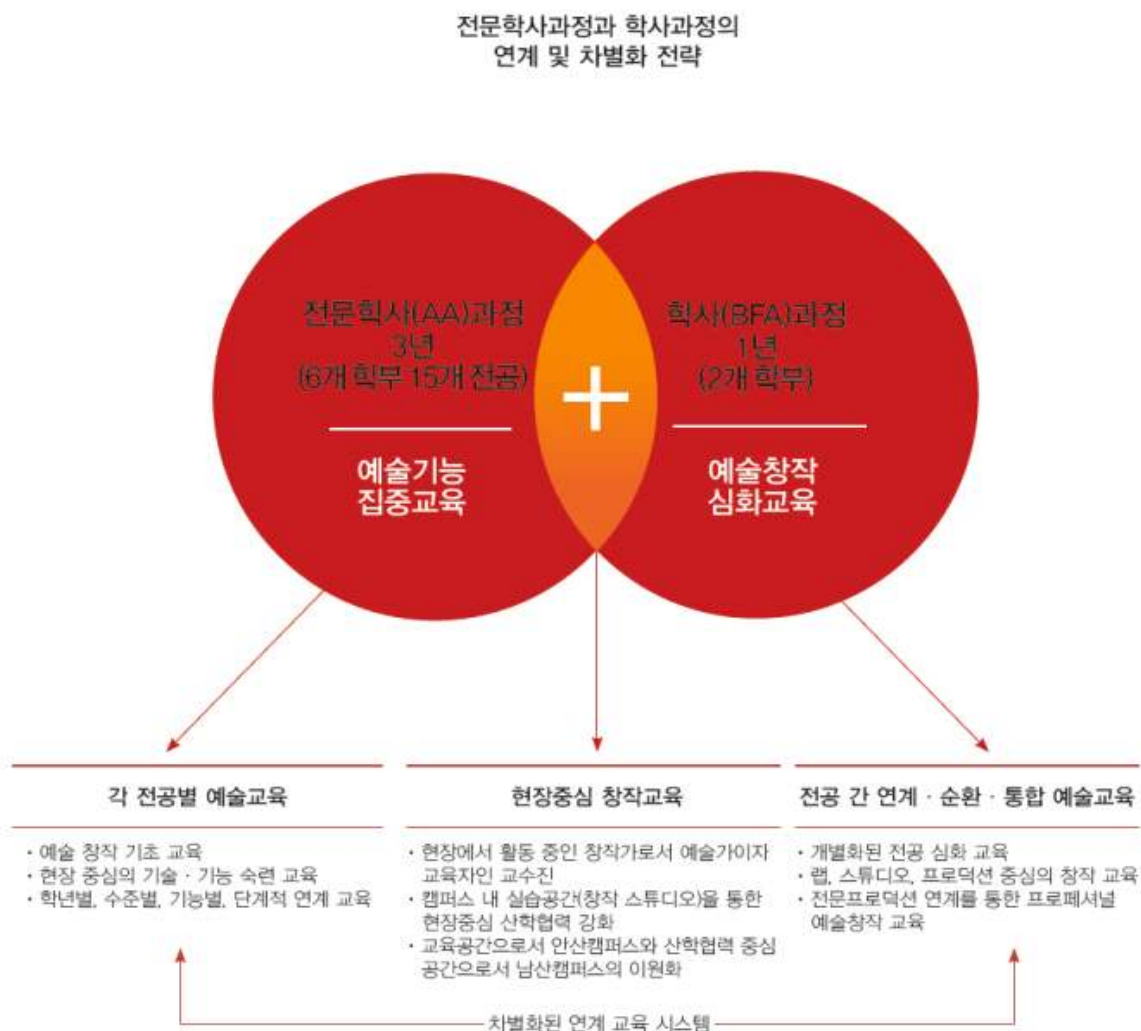 전문학사과정과 학사과정의
연계 및 차별화 전략
전문학사(AA)과정
3년
(6개 학부 15개 전공)
예술기능
집중교육
+
학사(BFA)과정
1년
(2개 학부)
예술창작
심화교육
각 전공별 예술교육
· 예술 창작 기초 교육
· 현장 중심의 기술 · 기능 숙련 교육
· 학년별, 수준별, 기능별, 단계적 연계 교육
현장중심 창작교육
· 현장에서 활동 중인 창작가로서 예술가이자
교육자인 교수진
· 캠퍼스 내 실습공간(창작 스튜디오)을 통한
현장중심 산학협력 강화
· 교육공간으로서 안산캠퍼스와 산학협력 중심
공간으로서 남산캠퍼스의 이원화
전공 간 연계 · 순환 · 통합 예술교육
· 개별화된 전공 심화 교육
· 랩, 스튜디오, 프로덕션 중심의 창작 교육
· 전문프로덕션 연계를 통한 프로페셔널
예술창작 교육
차별화된 연계 교육 시스템